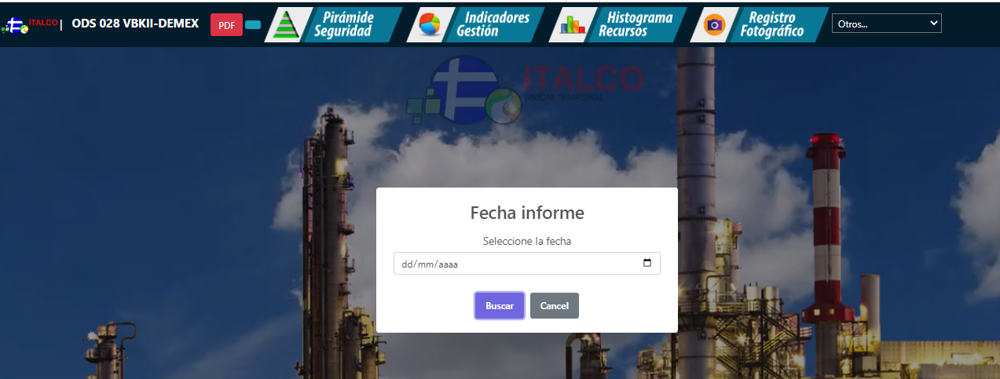 ITALCO
| ODS 028 VBKII-DEMEX
PDF
Pirámide
Seguridad
Indicadores
Gestión
Histograma
Recursos
Registro
Fotográfico
Otros...
ITALCO
UNION TEMPORAL
Fecha informe
Seleccione la fecha
dd/mm/aaaa
Buscar
Cancel